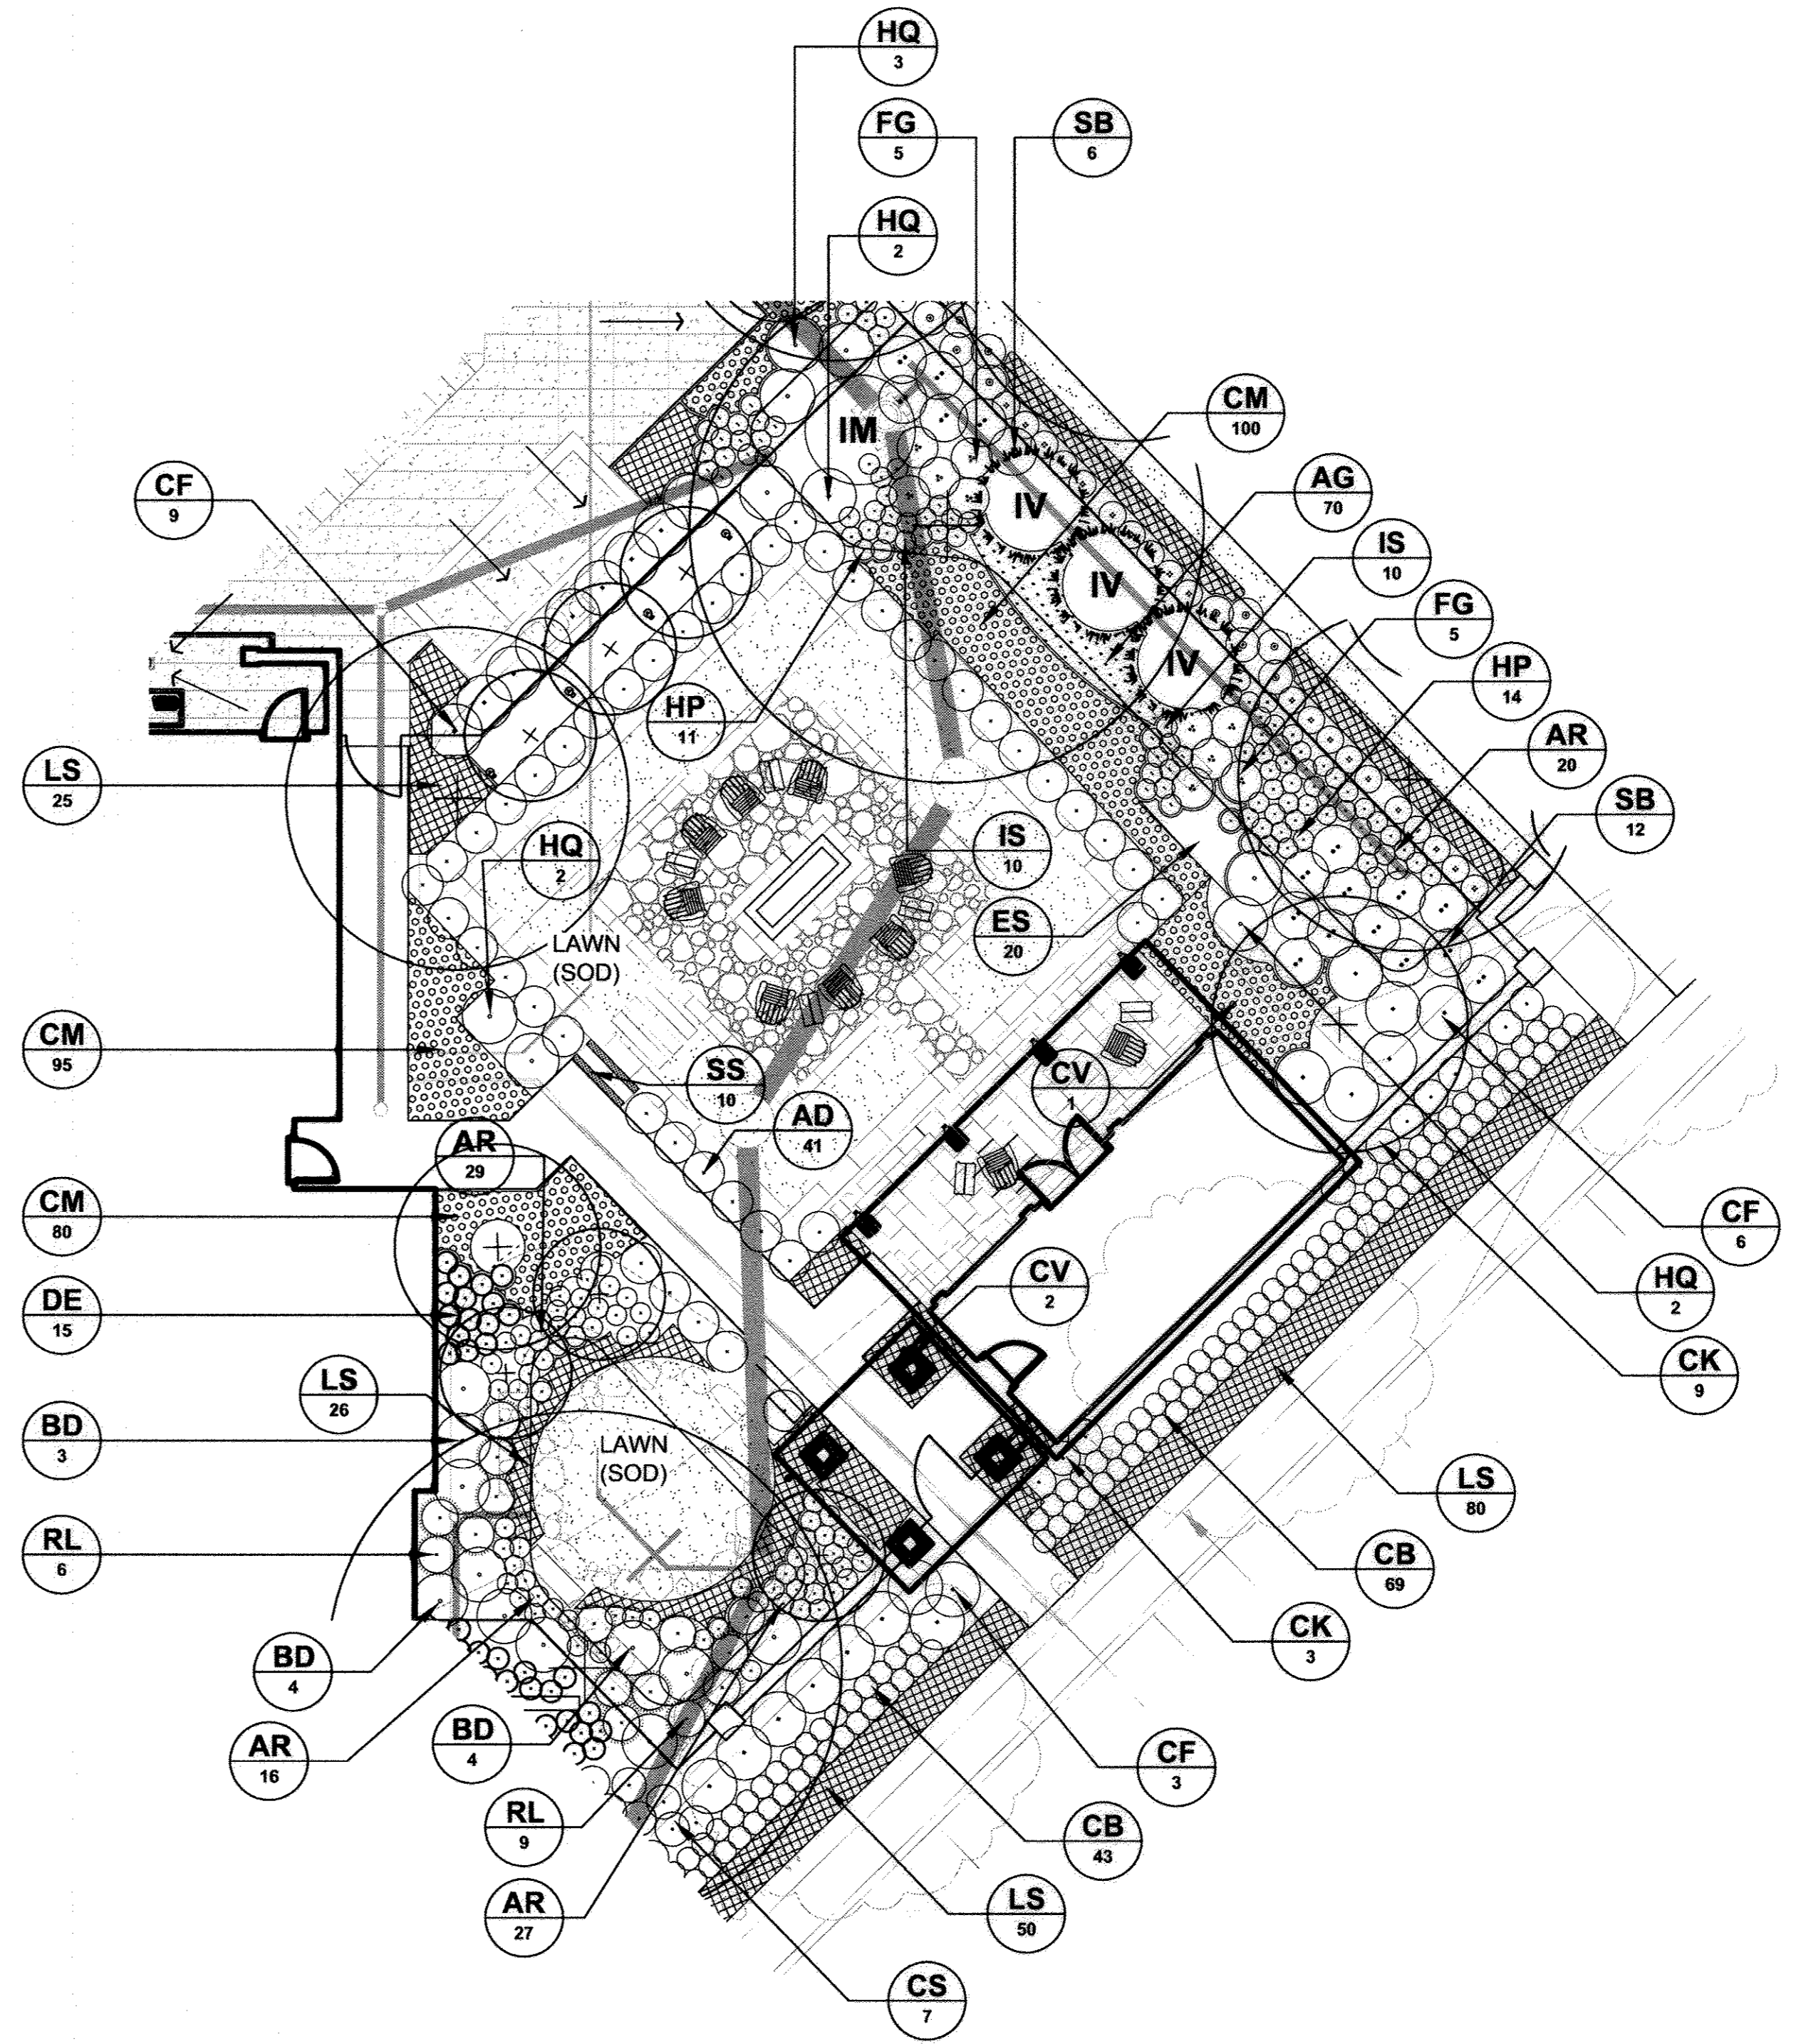 HQ
3
FG
5
SB
6
HQ
2
CM
100
IM
AG
70
CF
9
IV
IS
10
IV
FG
5
IV
HP
14
HP
11
AR
20
LS
25
SB
12
HQ
2
IS
10
LAWN
(SOD)
ES
20
CM
95
SS
10
CV
1
AD
41
AR
29
CM
80
CF
6
CV
2
HQ
2
DE
15
CK
9
LS
26
BD
3
LAWN
(SOD)
LS
80
RL
6
CB
69
CK
3
BD
4
BD
4
AR
16
CF
3
RL
9
CB
43
AR
27
LS
50
CS
7